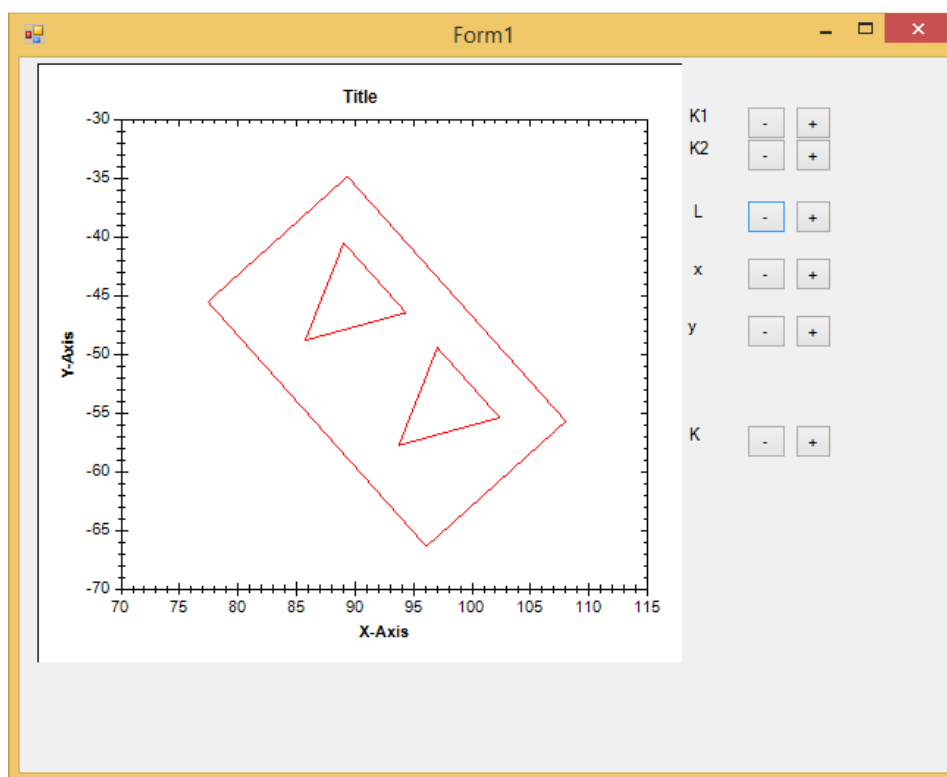 Form1
Title
-30
-35
-40
-45
-50
-55
-60
-65
-70
Y-Axis
70 75 80 85 90 95 100 105 110 115
X-Axis
K1 - +
K2 - +
L - +
x - +
y - +
K - +